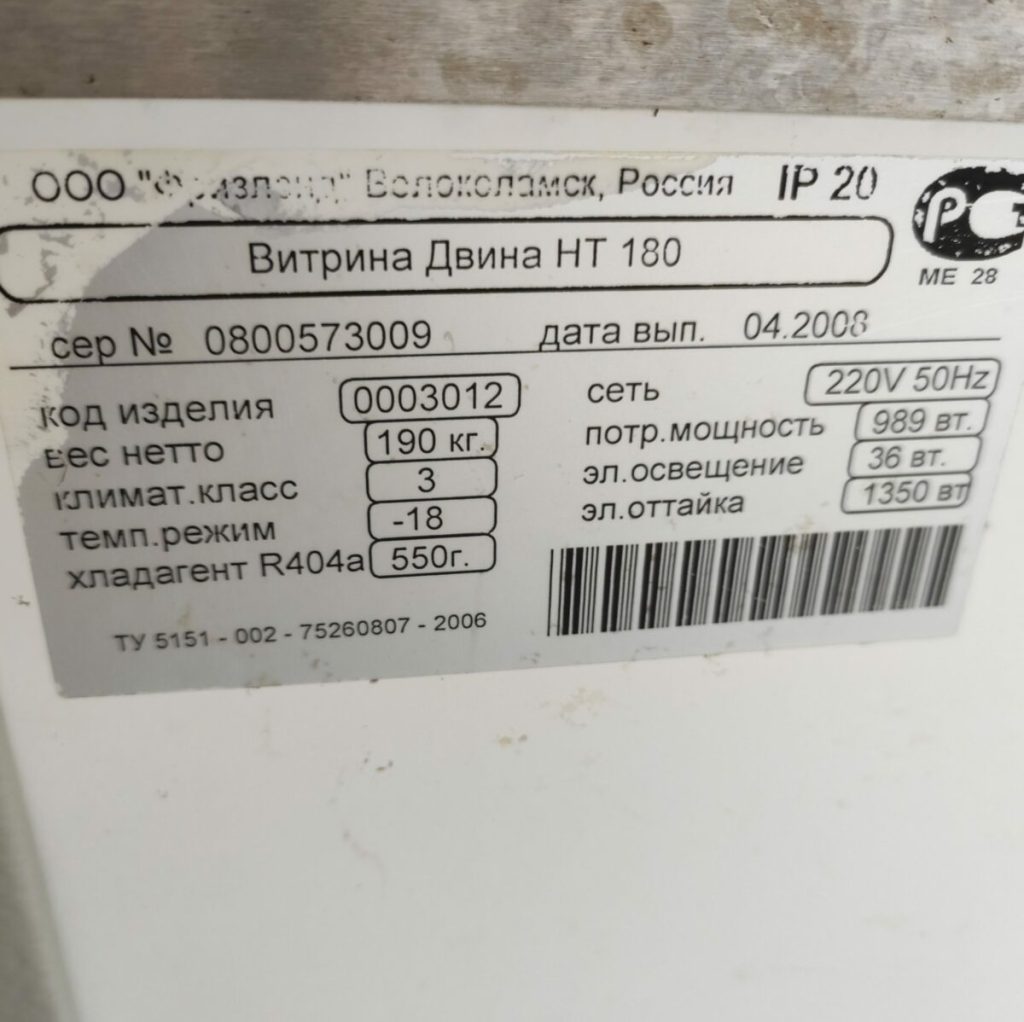 ООО "Фризланд" Волоколамск, Россия IP 20
РС
МЕ 28
Витрина Двина НТ 180
сер № 0800573009 дата вып. 04.2008
код изделия 0003012
вес нетто 190 кг.
климат.класс 3
темп.режим -18
хладагент R404a 550г.
сеть 220V 50Hz
потр.мощность 989 вт.
эл.освещение 36 вт.
эл.оттайка 1350 вт
ТУ 5151 - 002 - 75260807 - 2006